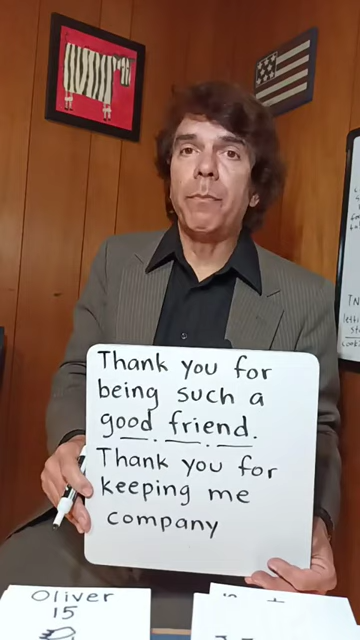 Thank you for
being such a
good friend.
Thank you for
keeping me
company
Oliver
15